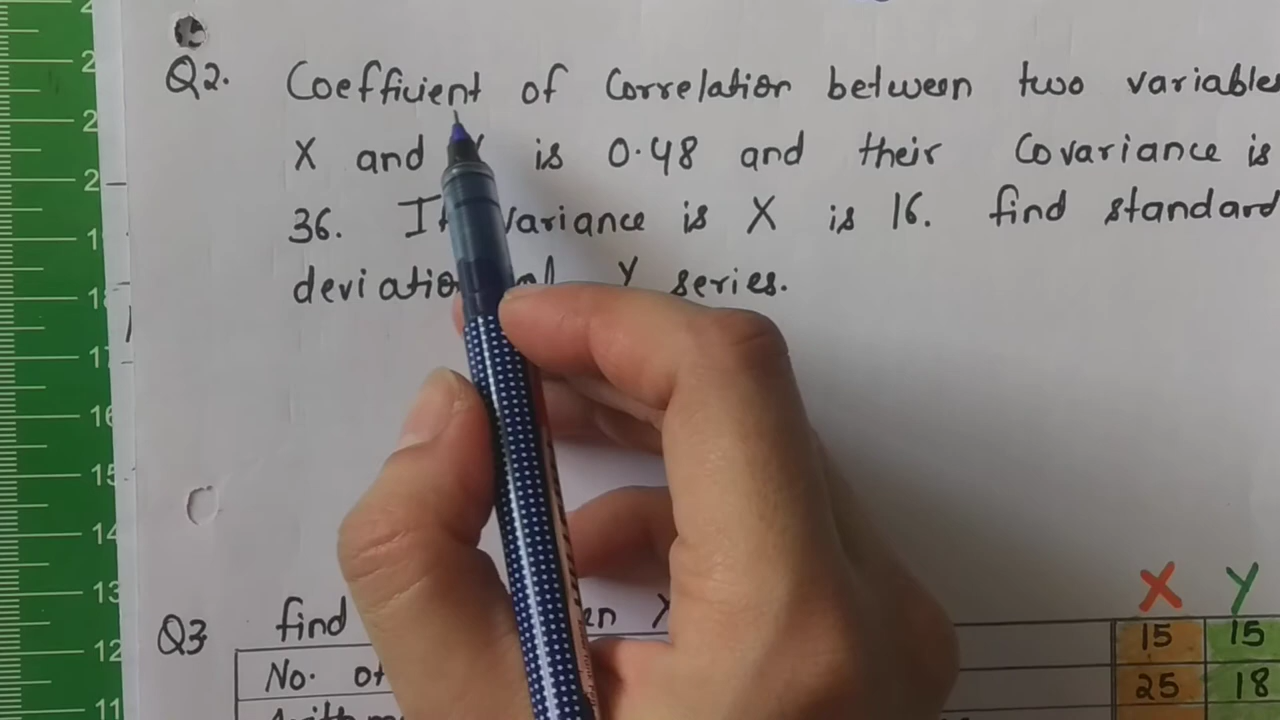 Q2. Coefficient of Correlation between two variables
X and Y is 0.48 and their Covariance is
36. If Variance is X is 16. find standard
deviation Y series.
Q3 find
X Y
No. of 15 15
25 18